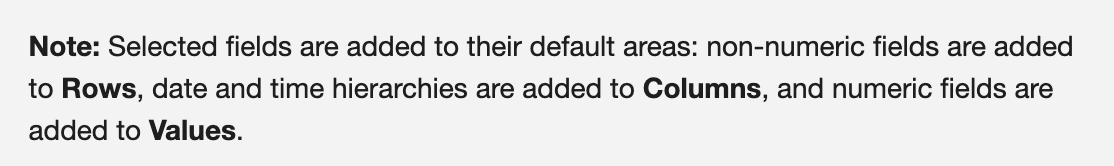 Note: Selected fields are added to their default areas: non-numeric fields are added
to Rows, date and time hierarchies are added to Columns, and numeric fields are
added to Values.